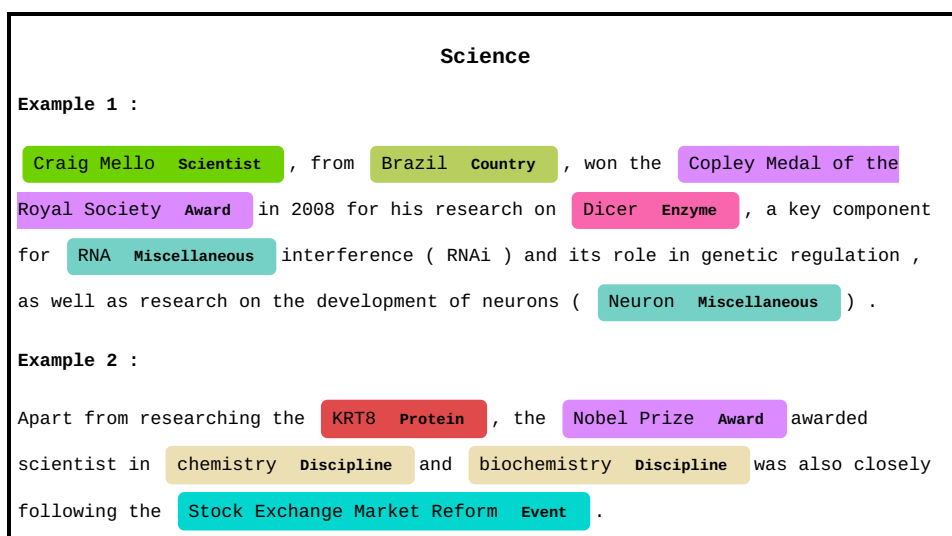 Science
Example 1 :
Craig Mello Scientist , from Brazil Country , won the Copley Medal of the
Royal Society Award in 2008 for his research on Dicer Enzyme , a key component
for RNA Miscellaneous interference ( RNAi ) and its role in genetic regulation ,
as well as research on the development of neurons ( Neuron Miscellaneous ) .
Example 2 :
Apart from researching the KRT8 Protein , the Nobel Prize Award awarded
scientist in chemistry Discipline and biochemistry Discipline was also closely
following the Stock Exchange Market Reform Event .